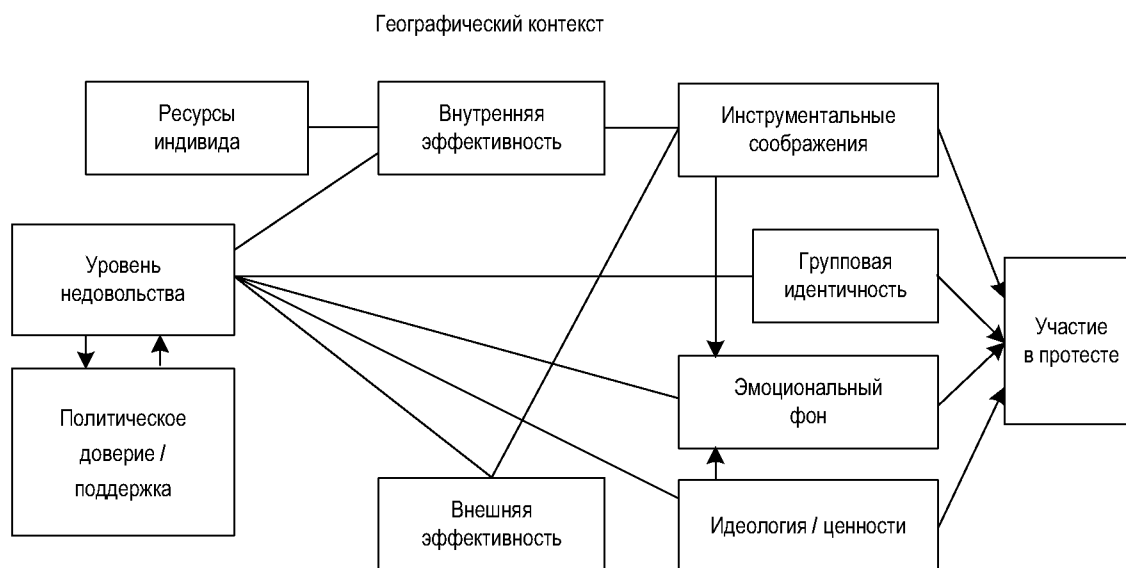 Географический контекст
Ресурсы
индивида
Внутренняя
эффективность
Инструментальные
соображения
Уровень
недовольства
Групповая
идентичность
Участие
в протесте
Политическое
доверие /
поддержка
Эмоциональный
фон
Внешняя
эффективность
Идеология / ценности